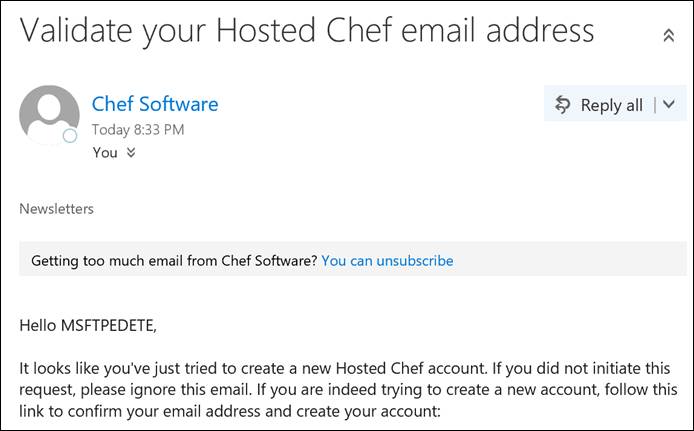 Validate your Hosted Chef email address
Chef Software
Reply all
Today 8:33 PM
You
Newsletters
Getting too much email from Chef Software? You can unsubscribe
Hello MSFTPEDETE,
It looks like you've just tried to create a new Hosted Chef account. If you did not initiate this
request, please ignore this email. If you are indeed trying to create a new account, follow this
link to confirm your email address and create your account: